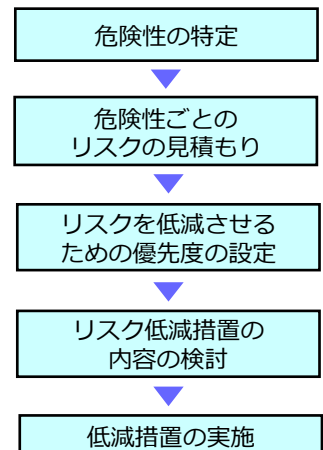 危険性の特定
危険性ごとの
リスクの見積もり
リスクを低減させる
ための優先度の設定
リスク低減措置の
内容の検討
低減措置の実施